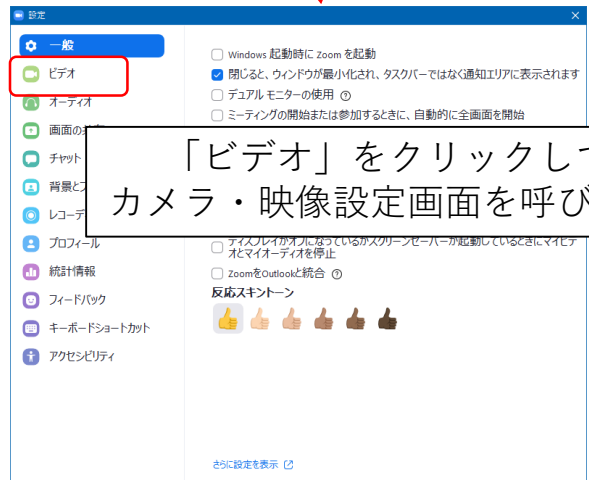 設定
一般
ビデオ
オーディオ
画面の
チャット
背景と
レコーデ
プロフィール
統計情報
フィードバック
キーボードショートカット
アクセシビリティ
Windows 起動時に Zoom を起動
閉じると、ウィンドウが最小化され、タスクバーではなく通知エリアに表示されます
デュアル モニターの使用
ミーティングの開始または参加するときに、自動的に全画面を開始
「ビデオ」をクリックして
カメラ・映像設定画面を呼び
ディスプレイがオフになっているかスクリーンセーバーが起動しているときにマイビデ
オとマイオーディオを停止
ZoomをOutlookと統合
反応スキントーン
さらに設定を表示